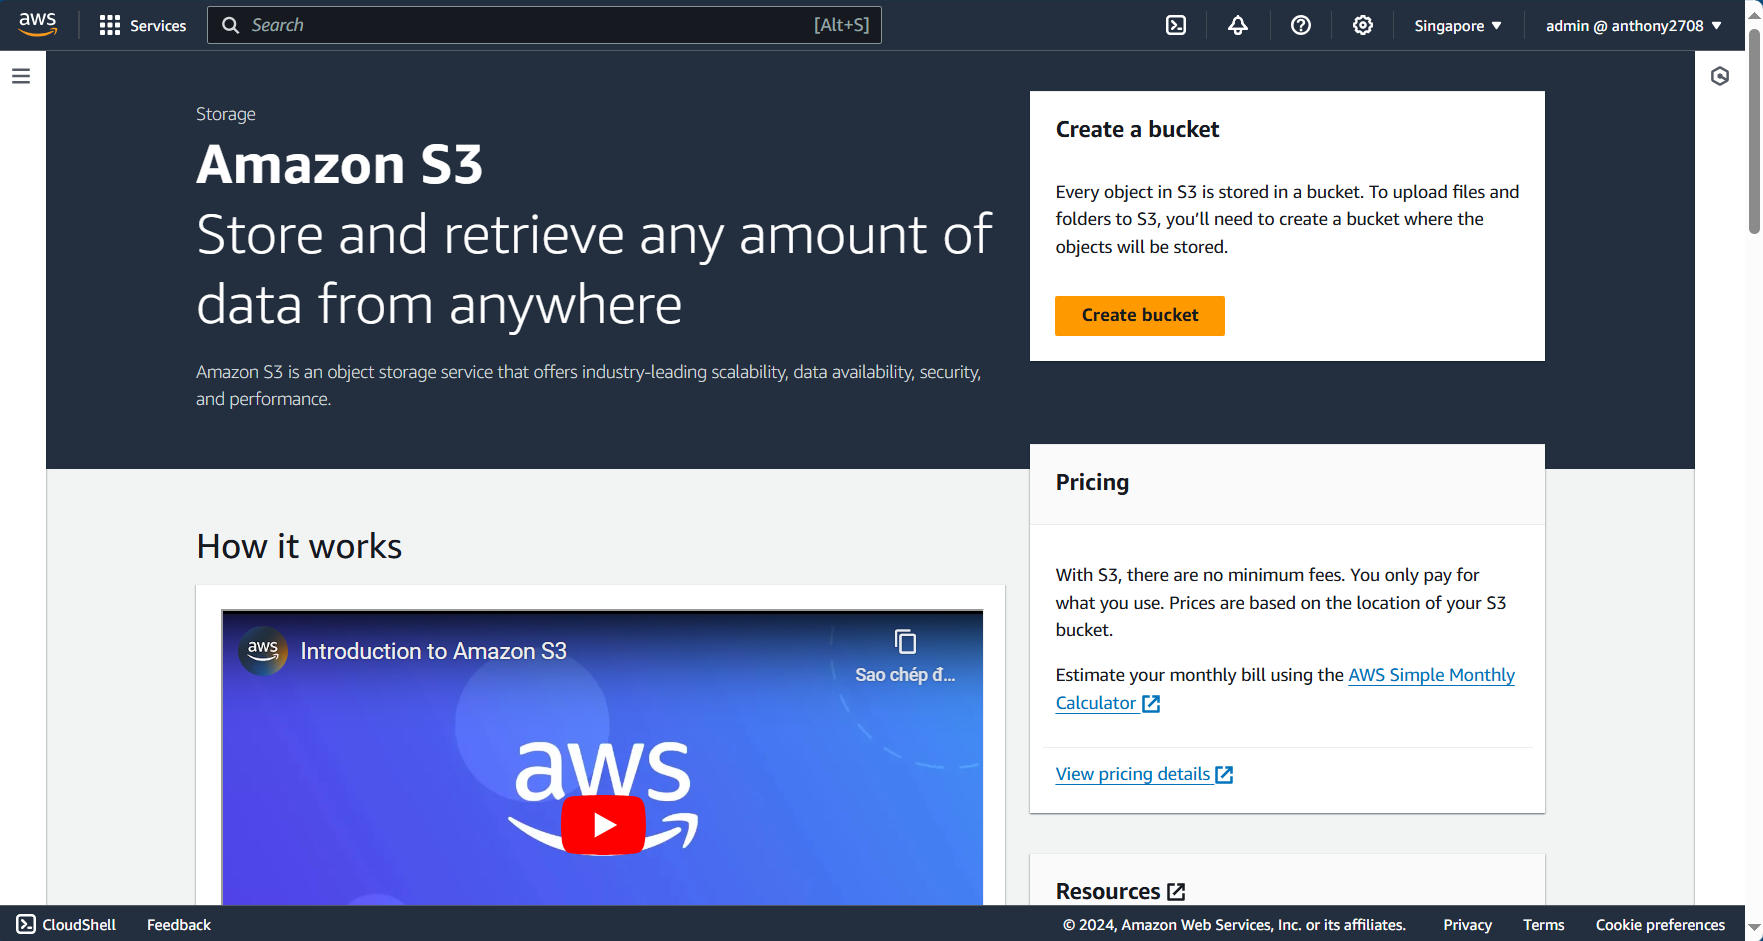 aws
Services
Search
[Alt+S]
Singapore
admin @ anthony2708
Storage
Amazon S3
Store and retrieve any amount of
data from anywhere
Amazon S3 is an object storage service that offers industry-leading scalability, data availability, security,
and performance.
Create a bucket
Every object in S3 is stored in a bucket. To upload files and
folders to S3, you’ll need to create a bucket where the
objects will be stored.
Create bucket
How it works
aws
Introduction to Amazon S3
Sao chép đ...
aws
Pricing
With S3, there are no minimum fees. You only pay for
what you use. Prices are based on the location of your S3
bucket.
Estimate your monthly bill using the AWS Simple Monthly
Calculator
View pricing details
Resources
CloudShell
Feedback
© 2024, Amazon Web Services, Inc. or its affiliates.
Privacy
Terms
Cookie preferences